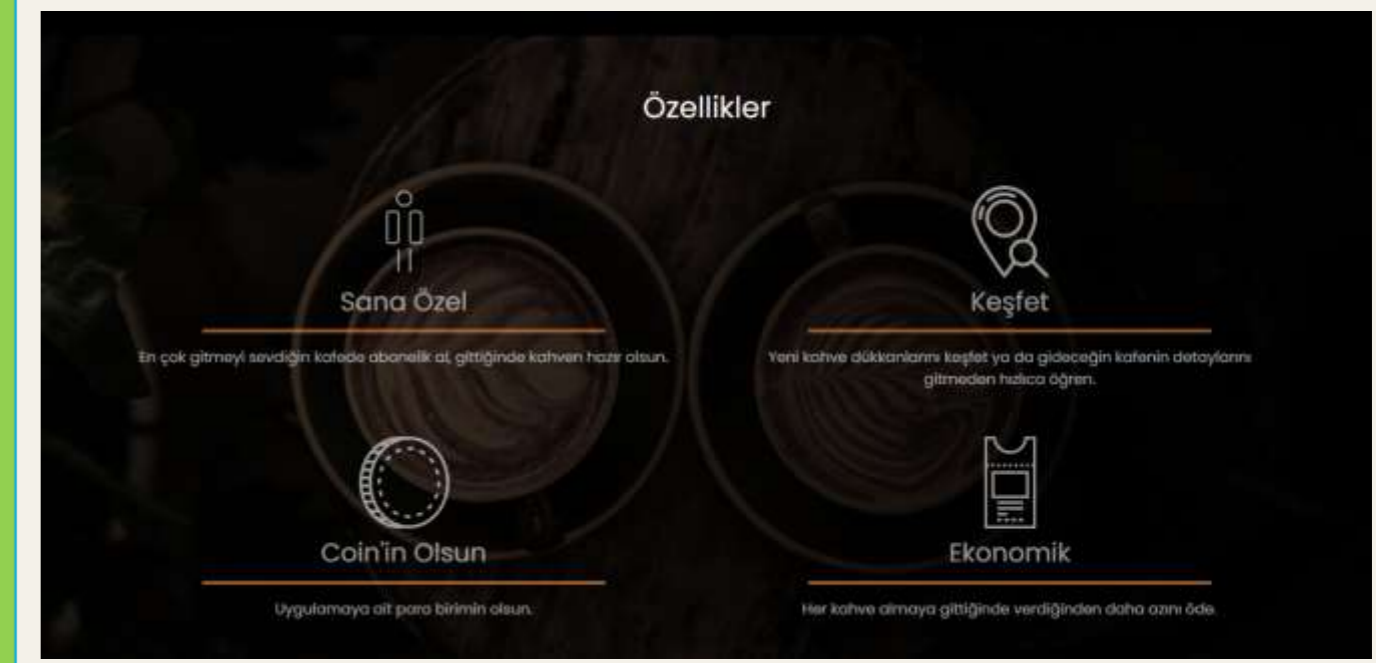 Özellikler
Sana Özel
En çok gitmeyi sevdiğin kafede abonelik al, gittiğinde kahven hazır olsun.
Keşfet
Yeni kahve dükkanlarını keşfet ya da gideceğin kafenin detaylarını
gitmeden hızlıca öğren.
Coin'in Olsun
Uygulamaya ait para birimin olsun.
Ekonomik
Her kahve almaya gittiğinde verdiğinden daha azını öde.